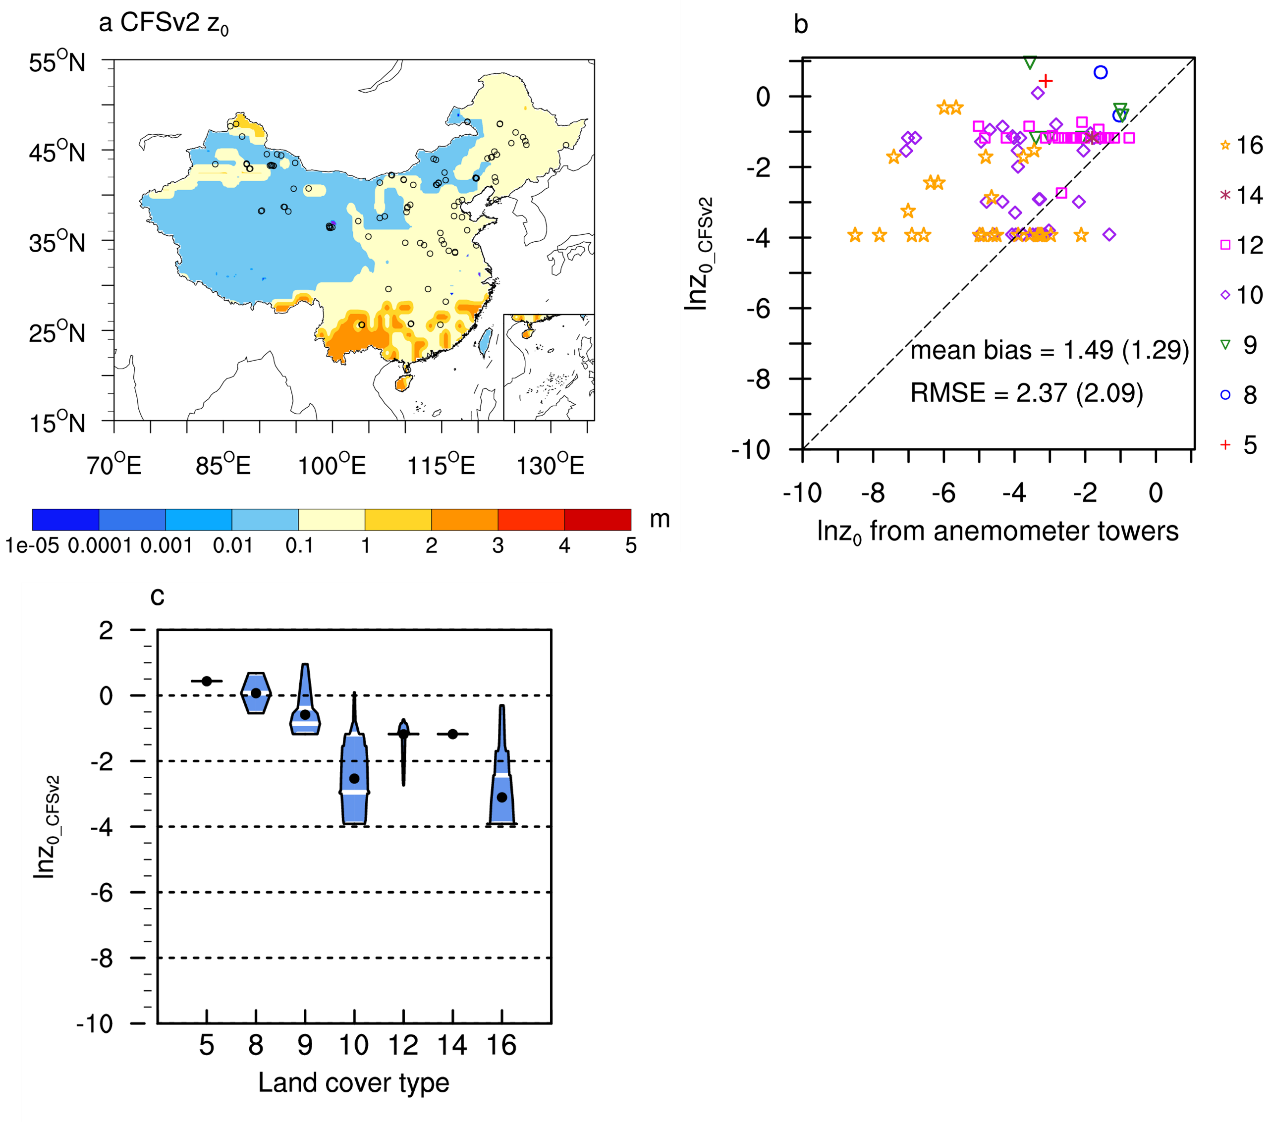 a CFSv2 z0
55°N
45°N
35°N
25°N
15°N
70°E 85°E 100°E 115°E 130°E
m
1e-05 0.0001 0.001 0.01 0.1 1 2 3 4 5
b
lnz0_CFSv2
0
-2
-4
-6
-8
-10
mean bias = 1.49 (1.29)
RMSE = 2.37 (2.09)
-10 -8 -6 -4 -2 0
lnz0 from anemometer towers
16
14
12
10
9
8
5
c
lnz0_CFSv2
2
0
-2
-4
-6
-8
-10
5 8 9 10 12 14 16
Land cover type